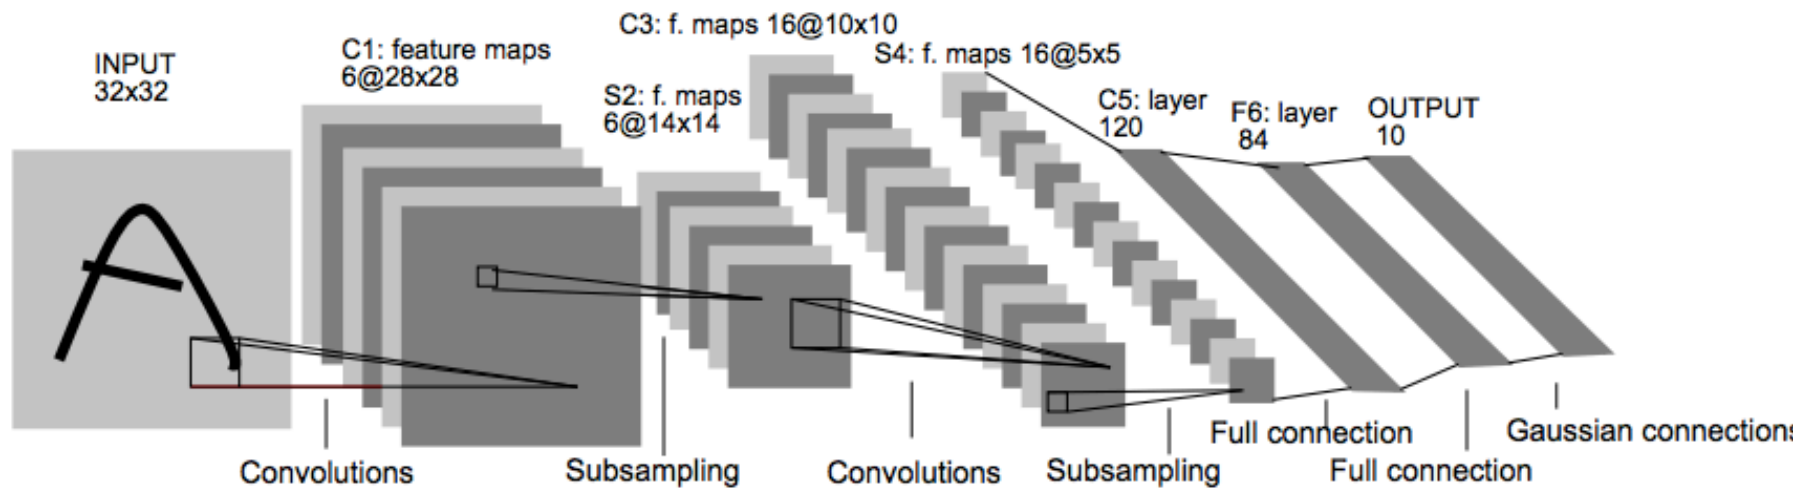 INPUT
32x32
C1: feature maps
6@28x28
S2: f. maps
6@14x14
C3: f. maps 16@10x10
S4: f. maps 16@5x5
C5: layer
120
F6: layer
84
OUTPUT
10
Convolutions
Subsampling
Convolutions
Subsampling
Full connection
Full connection
Gaussian connections
A